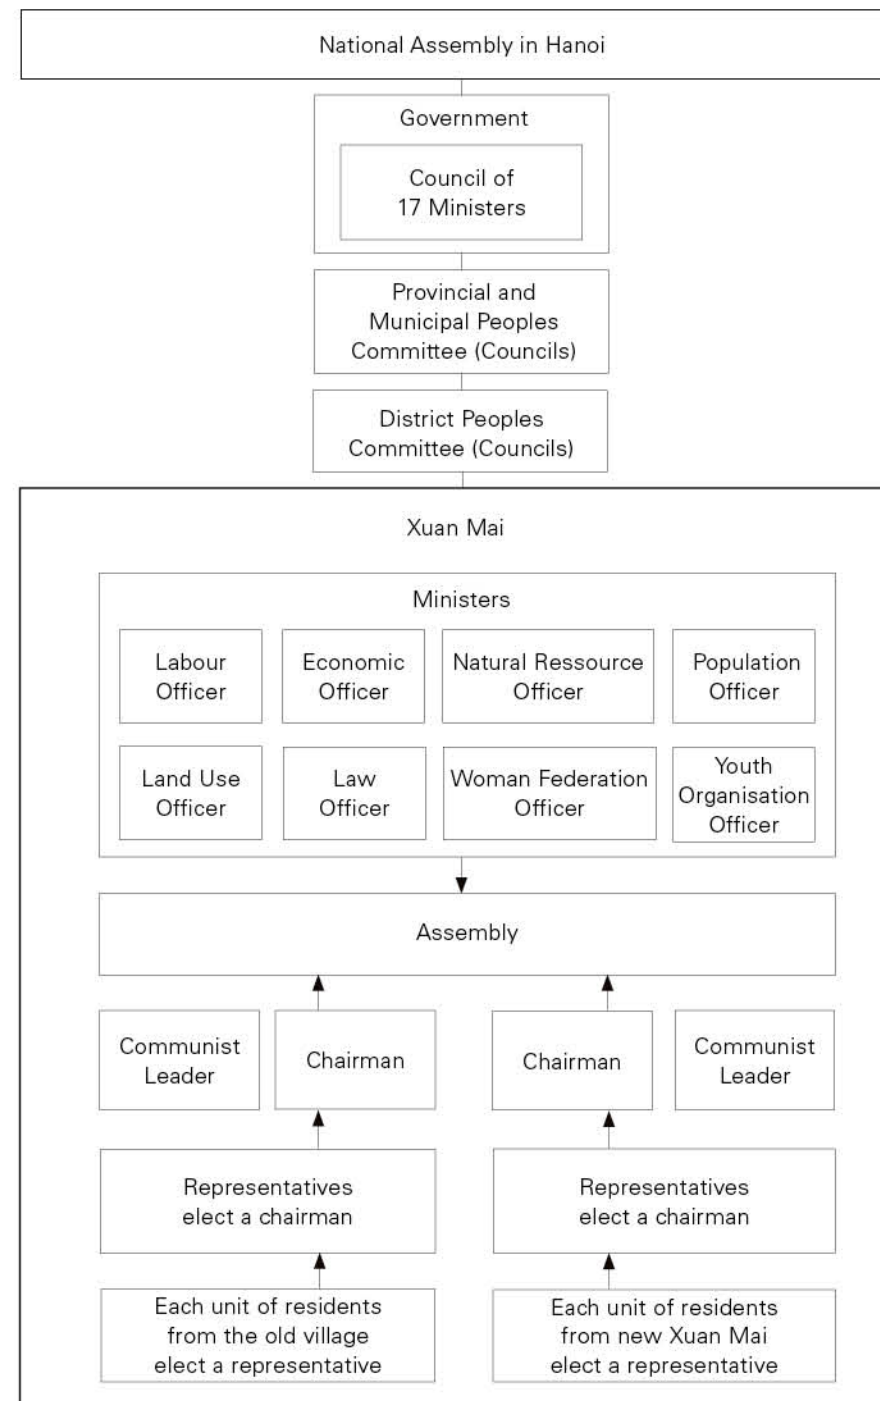 National Assembly in Hanoi
Government
Council of
17 Ministers
Provincial and
Municipal Peoples
Committee (Councils)
District Peoples
Committee (Councils)
Xuan Mai
Ministers
Labour
Officer
Economic
Officer
Natural Ressource
Officer
Population
Officer
Land Use
Officer
Law
Officer
Woman Federation
Officer
Youth
Organisation
Officer
Assembly
Communist
Leader
Chairman
Chairman
Communist
Leader
Representatives
elect a chairman
Representatives
elect a chairman
Each unit of residents
from the old village
elect a representative
Each unit of residents
from new Xuan Mai
elect a representative